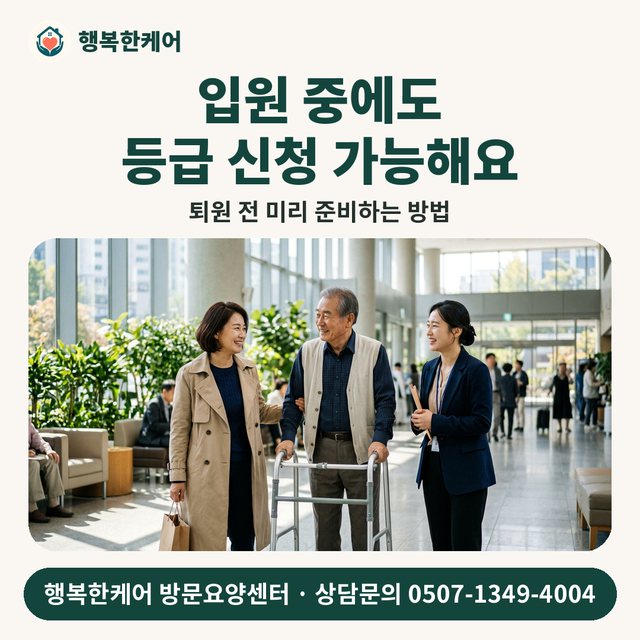 행복한케어
입원 중에도
등급 신청 가능해요
퇴원 전 미리 준비하는 방법
행복한케어 방문요양센터 · 상담문의 0507-1349-4004